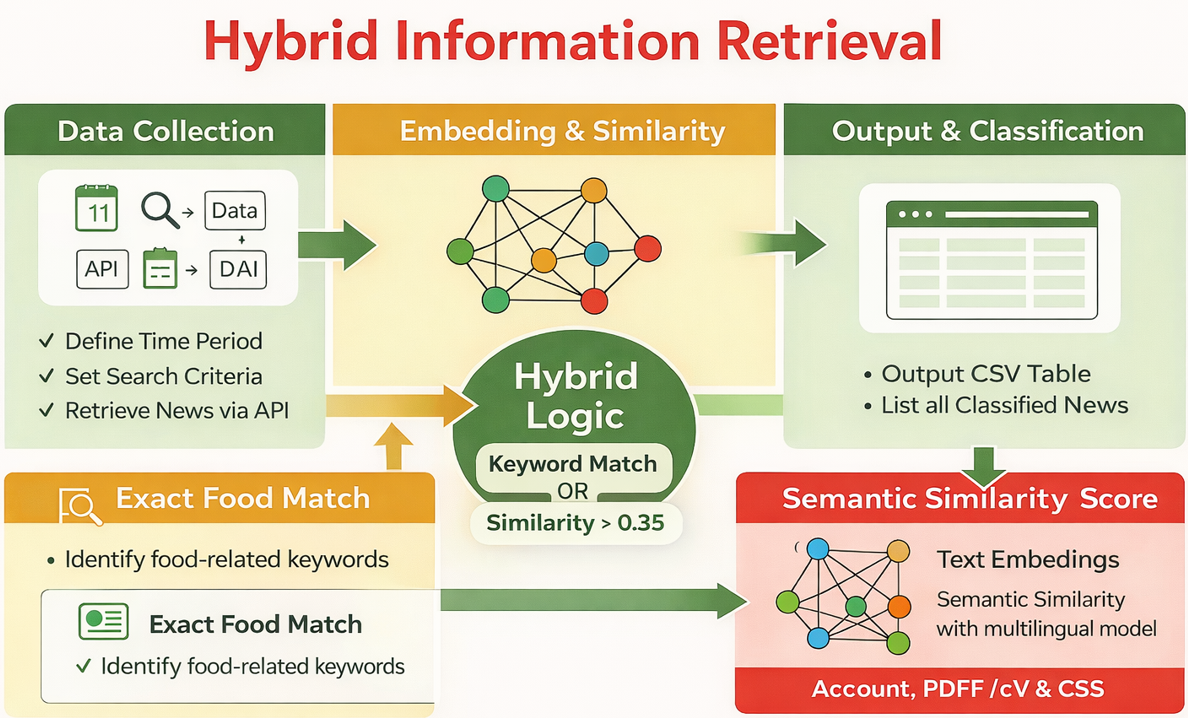 Hybrid Information Retrieval
Data Collection
11
Data
API
DAI
✓ Define Time Period
✓ Set Search Criteria
✓ Retrieve News via API
Embedding & Similarity
Output & Classification
• Output CSV Table
• List all Classified News
Hybrid
Logic
Keyword Match
OR
Similarity > 0.35
Exact Food Match
• Identify food-related keywords
Exact Food Match
✓ Identify food-related keywords
Semantic Similarity Score
Text Embedings
Semantic Similarity
with multilingual model
Account, PDFF /cV & CSS